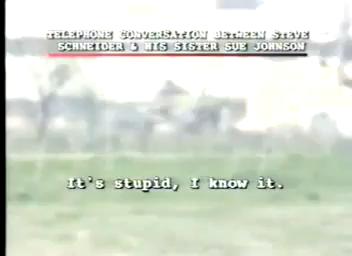 TELEPHONE CONVERSATION BETWEEN STEVE
SCHNEIDER & HIS SISTER SUE JOHNSON
It's stupid, I know it.